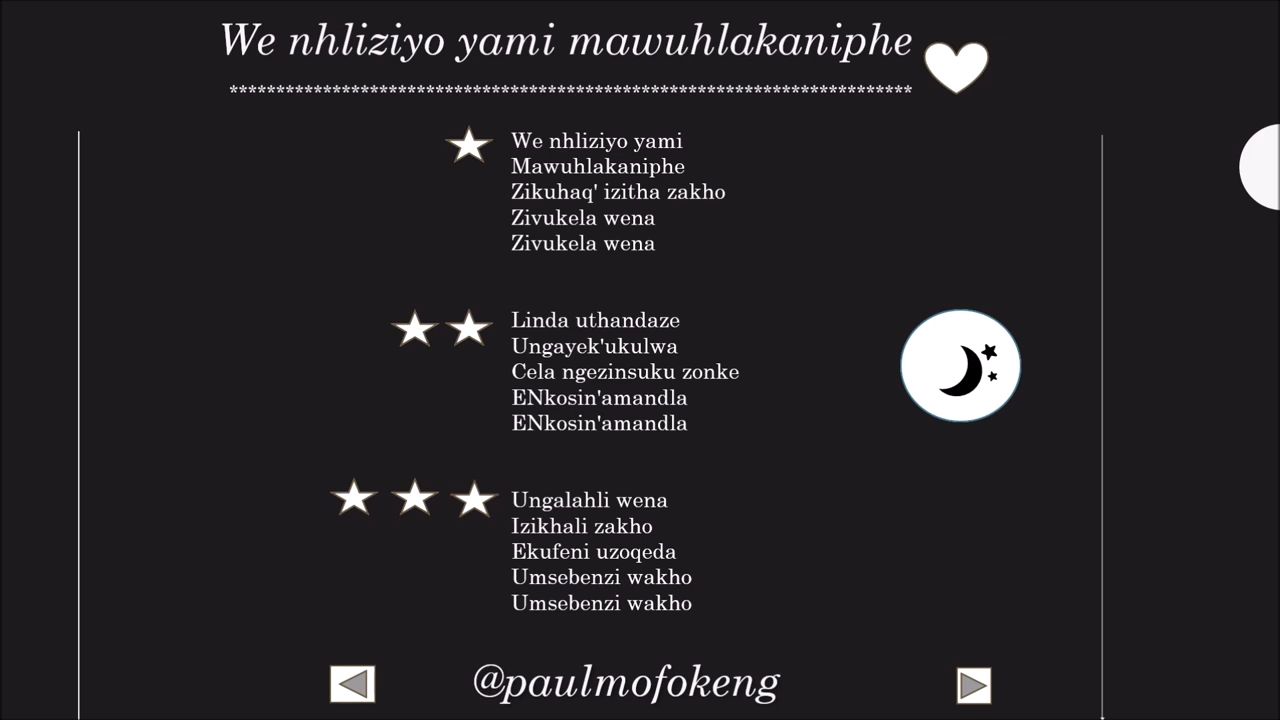 We nhliziyo yami mawuhlakaniphe
*************************************************************************
We nhliziyo yami
Mawuhlakaniphe
Zikuhaq' izitha zakho
Zivukela wena
Zivukela wena
Linda uthandaze
Ungayek'ukulwa
Cela ngezinsuku zonke
ENkosin'amandla
ENkosin'amandla
Ungalahli wena
Izikhali zakho
Ekufeni uzoqeda
Umsebenzi wakho
Umsebenzi wakho
@paulmofokeng